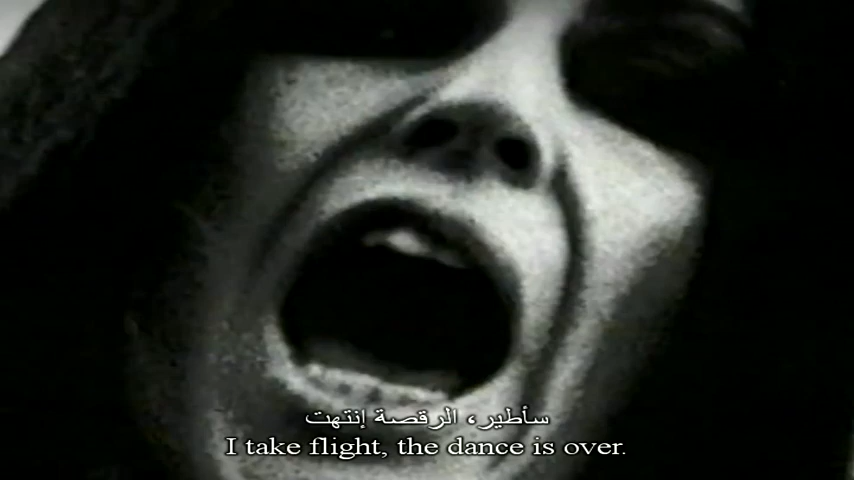 سأطير، الرقصة إنتهت
I take flight, the dance is over.